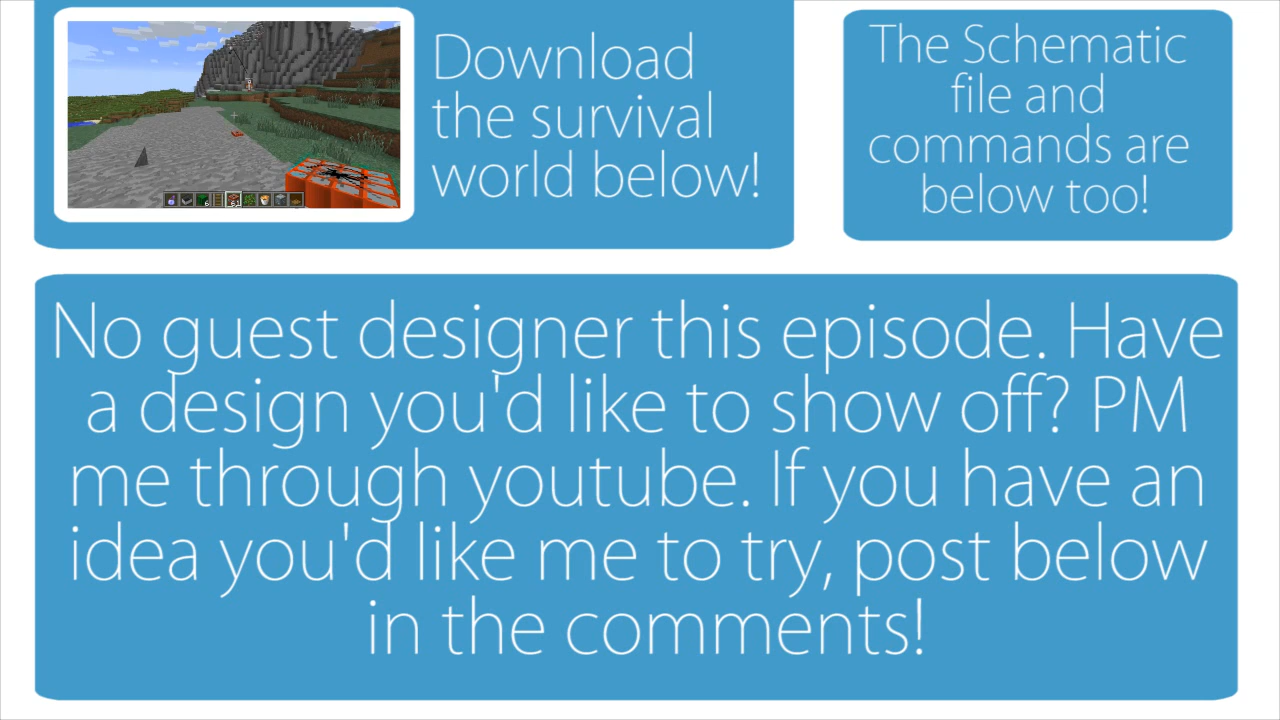 Download
the survival
world below!
The Schematic
file and
commands are
below too!
No guest designer this episode. Have
a design you'd like to show off? PM
me through youtube. If you have an
idea you'd like me to try, post below
in the comments!